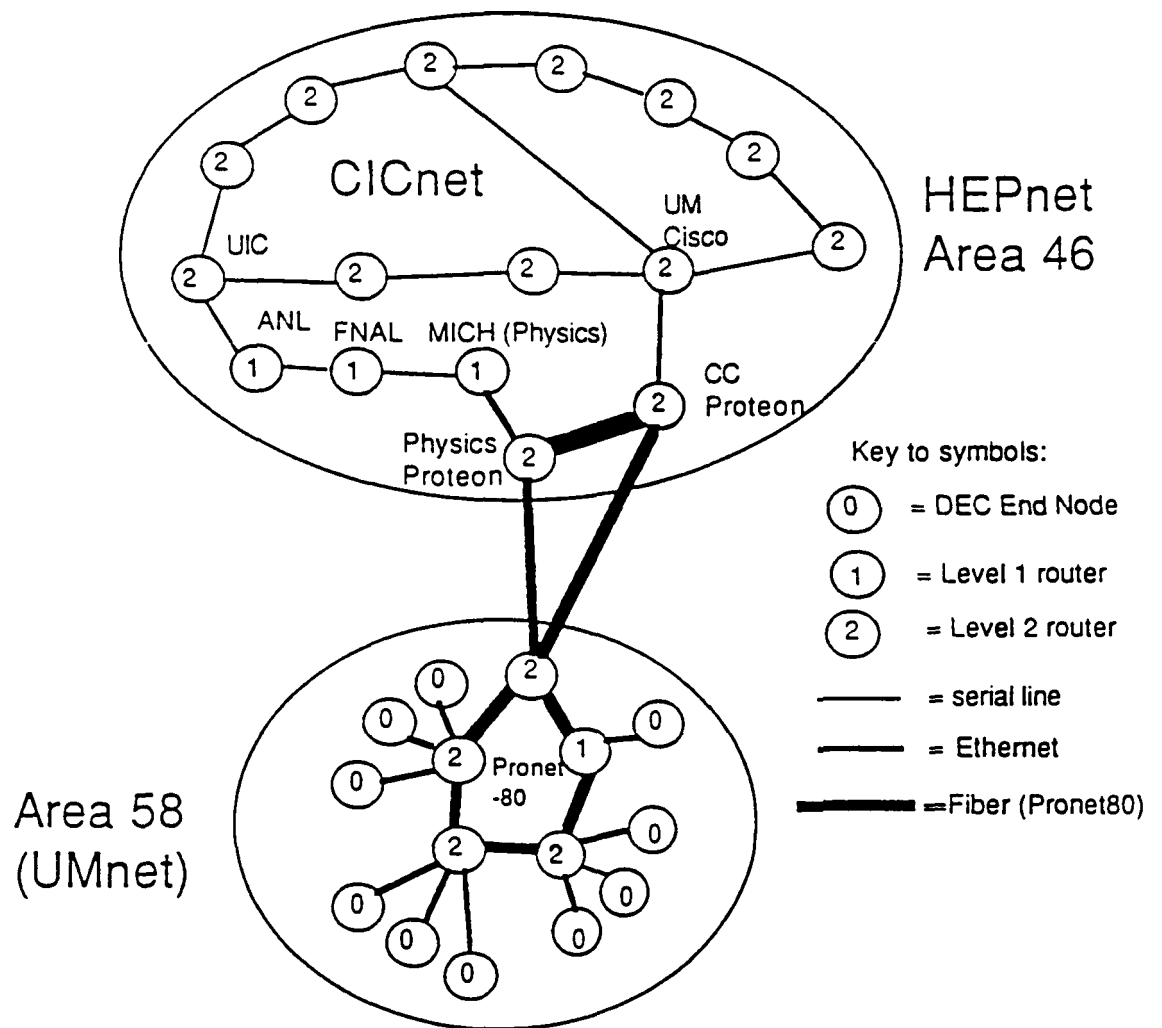 2
2
2
2
2
2
CICnet
HEPnet
Area 46
UM
Cisco
UIC
2
2
2
2
2
2
ANL
FNAL
MICH (Physics)
1
1
1
CC
Proteon
2
Physics
Proteon
2
Key to symbols:
0 = DEC End Node
1 = Level 1 router
2 = Level 2 router
= serial line
= Ethernet
=Fiber (Pronet80)
2
0
0
0
2
1
0
Pronet
-80
0
Area 58
(UMnet)
2
2
0
0
0
0
0
0